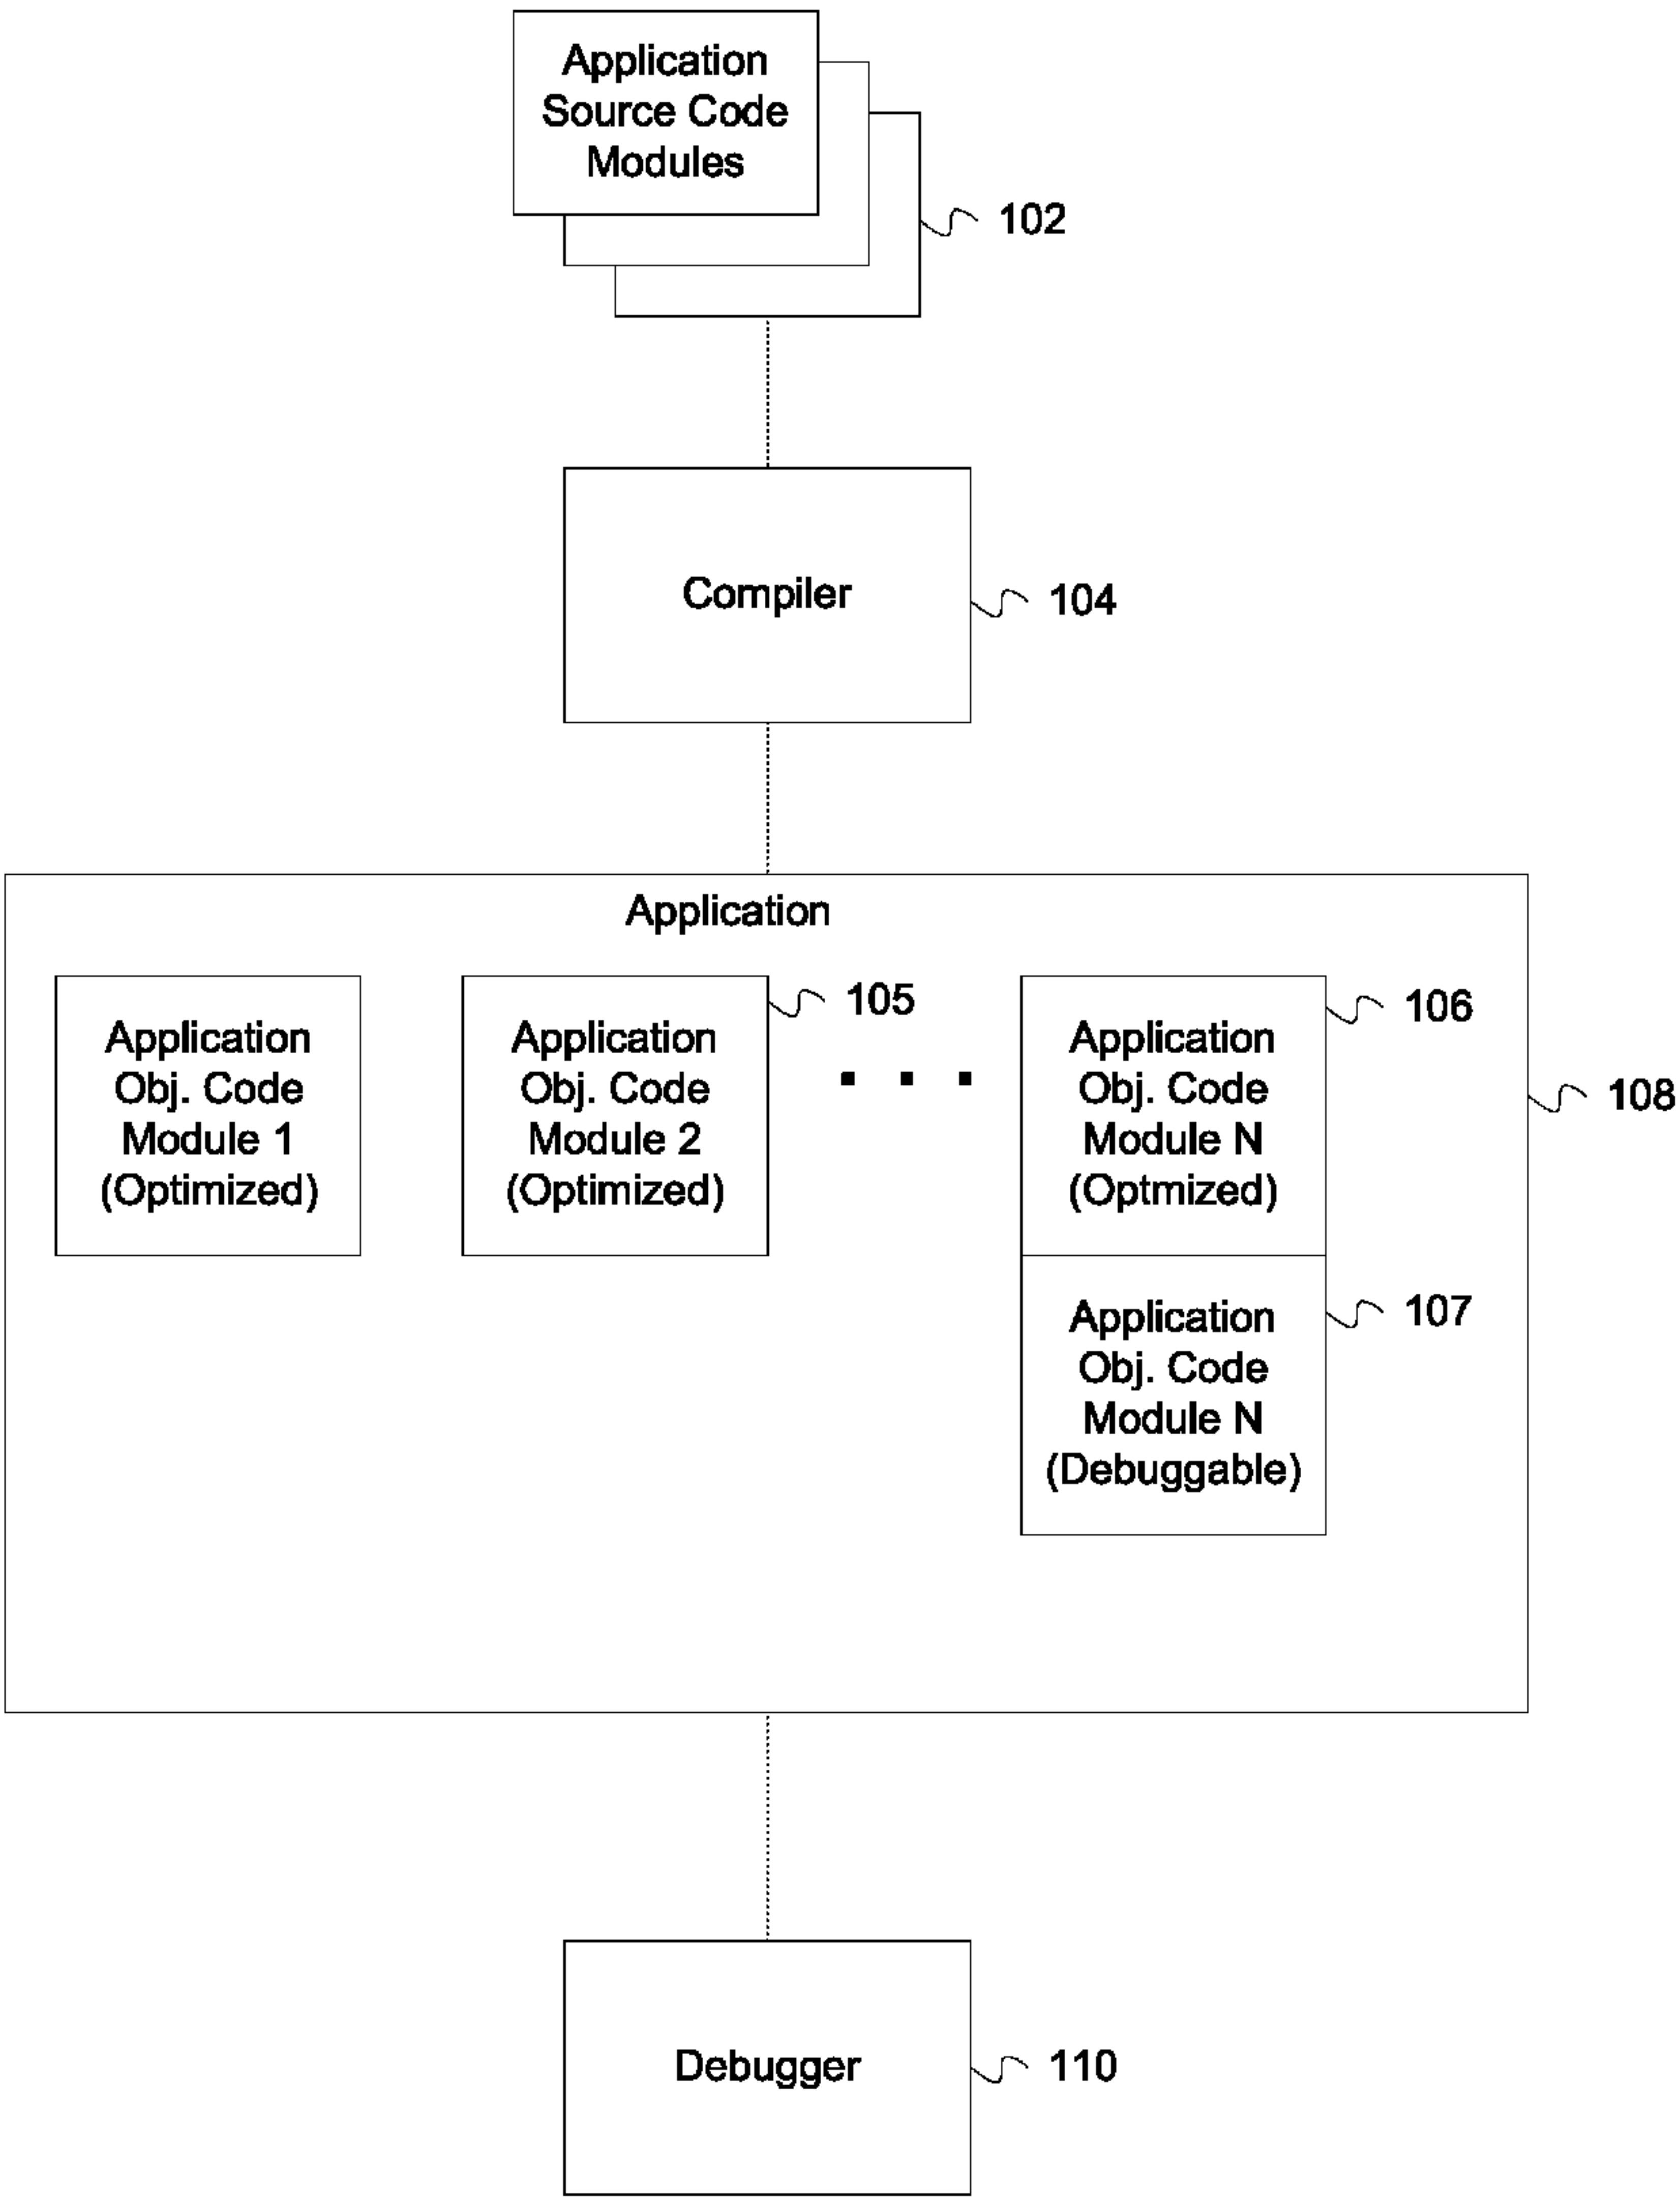 Application
Source Code
Modules
102
Compiler
104
Application
Application
Obj. Code
Module 1
(Optimized)
Application
Obj. Code
Module 2
(Optimized)
105
Application
Obj. Code
Module N
(Optmized)
106
108
Application
Obj. Code
Module N
(Debuggable)
107
Debugger
110